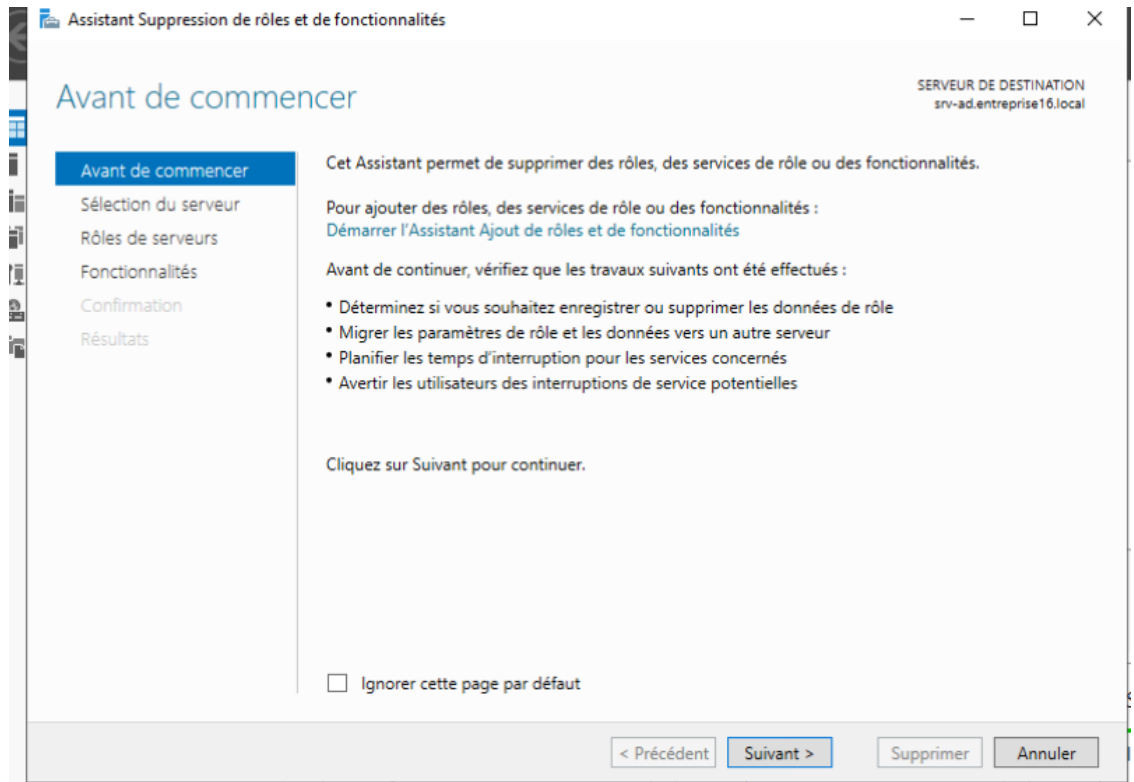 Assistant Suppression de rôles et de fonctionnalités
Avant de commencer
SERVEUR DE DESTINATION
srv-ad.entreprise16.local
Avant de commencer
Sélection du serveur
Rôles de serveurs
Fonctionnalités
Confirmation
Résultats
Cet Assistant permet de supprimer des rôles, des services de rôle ou des fonctionnalités.
Pour ajouter des rôles, des services de rôle ou des fonctionnalités :
Démarrer l'Assistant Ajout de rôles et de fonctionnalités
Avant de continuer, vérifiez que les travaux suivants ont été effectués :
• Déterminez si vous souhaitez enregistrer ou supprimer les données de rôle
• Migrer les paramètres de rôle et les données vers un autre serveur
• Planifier les temps d'interruption pour les services concernés
• Avertir les utilisateurs des interruptions de service potentielles
Cliquez sur Suivant pour continuer.
Ignorer cette page par défaut
< Précédent
Suivant >
Supprimer
Annuler